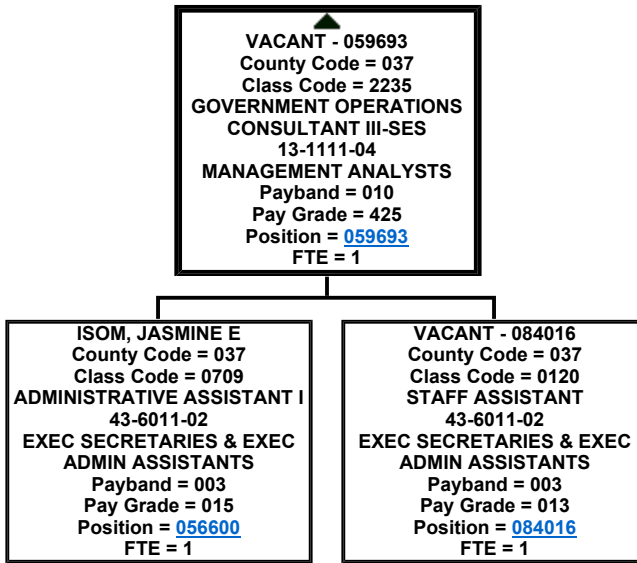 VACANT - 059693
County Code = 037
Class Code = 2235
GOVERNMENT OPERATIONS
CONSULTANT III-SES
13-1111-04
MANAGEMENT ANALYSTS
Payband = 010
Pay Grade = 425
Position = 059693
FTE = 1
ISOM, JASMINE E
County Code = 037
Class Code = 0709
ADMINISTRATIVE ASSISTANT I
43-6011-02
EXEC SECRETARIES & EXEC
ADMIN ASSISTANTS
Payband = 003
Pay Grade = 015
Position = 056600
FTE = 1
VACANT - 084016
County Code = 037
Class Code = 0120
STAFF ASSISTANT
43-6011-02
EXEC SECRETARIES & EXEC
ADMIN ASSISTANTS
Payband = 003
Pay Grade = 013
Position = 084016
FTE = 1